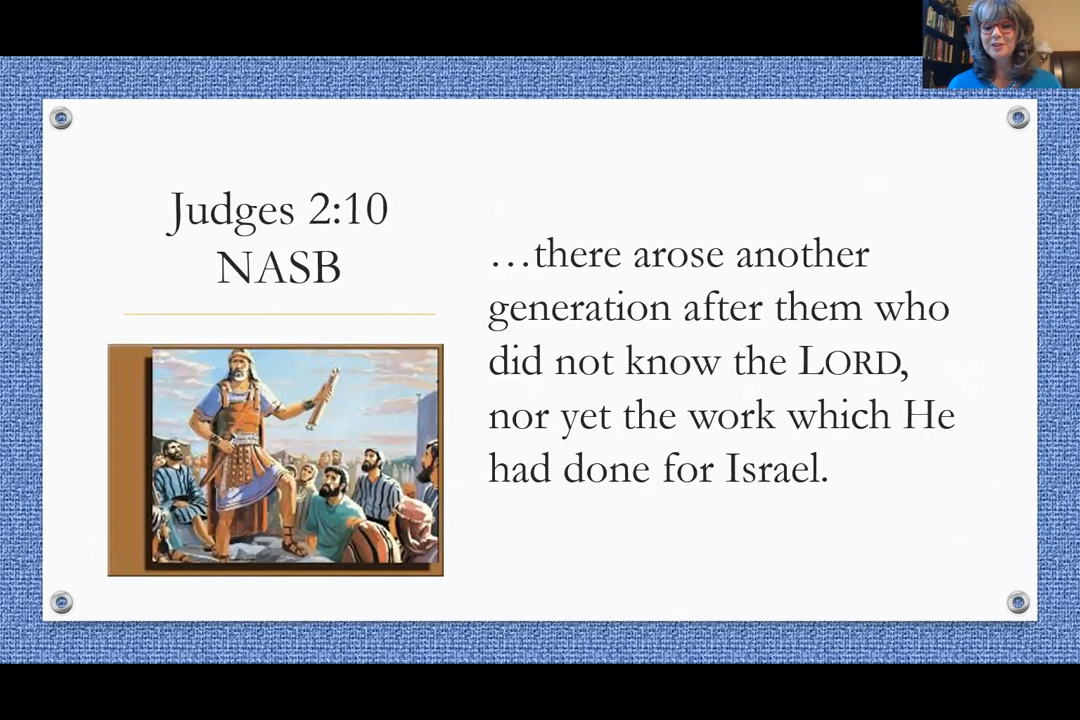 Judges 2:10
NASB
…there arose another
generation after them who
did not know the LORD,
nor yet the work which He
had done for Israel.